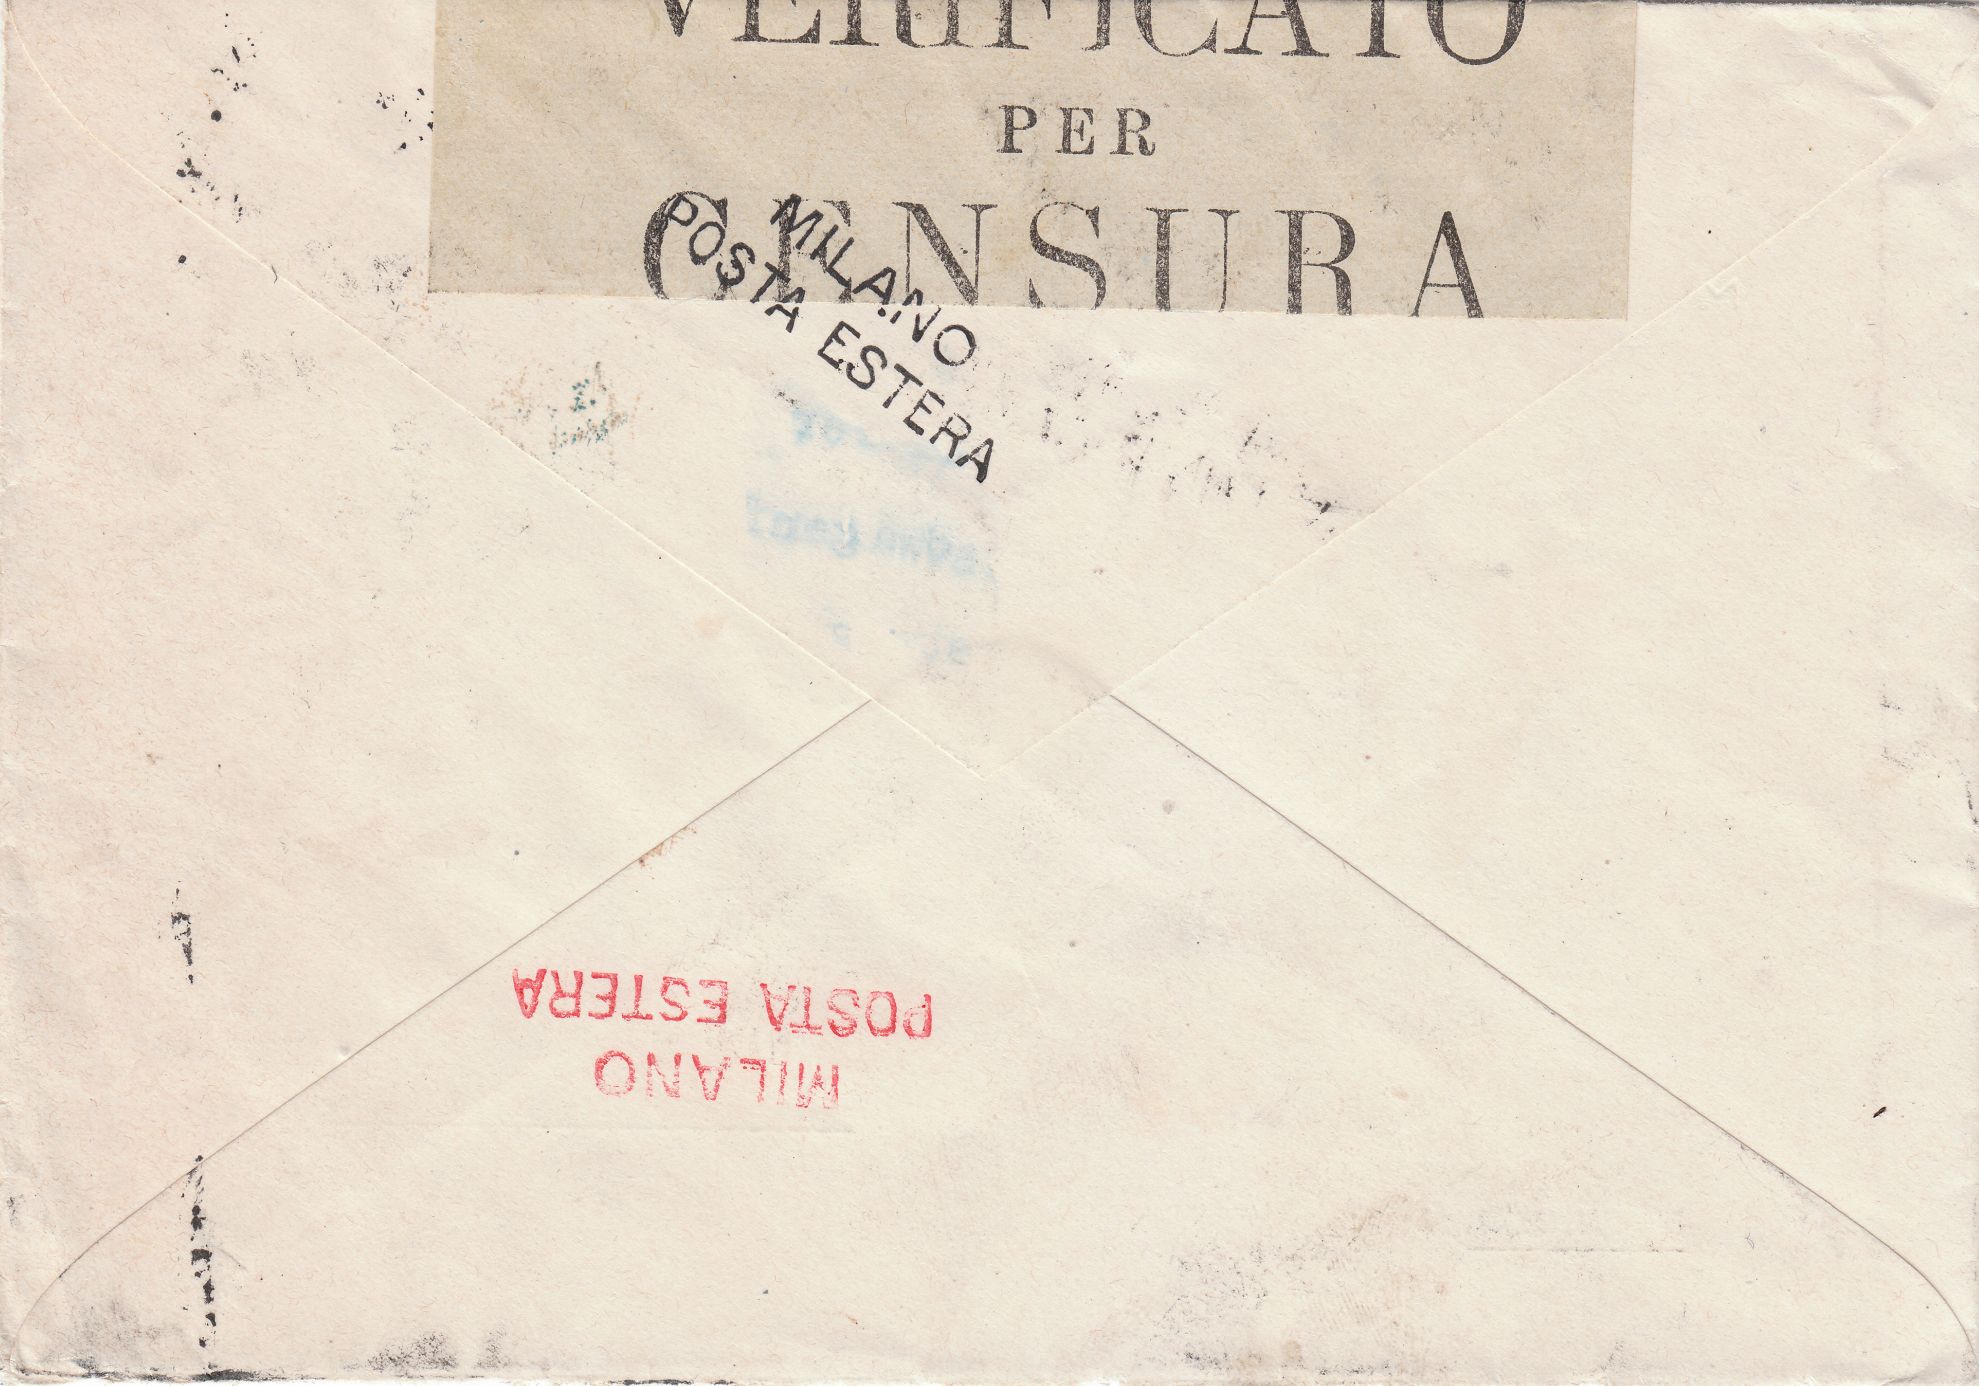 VERIFICATO
PER
CENSURA
MILANO
POSTA ESTERA
MILANO
POSTA ESTERA